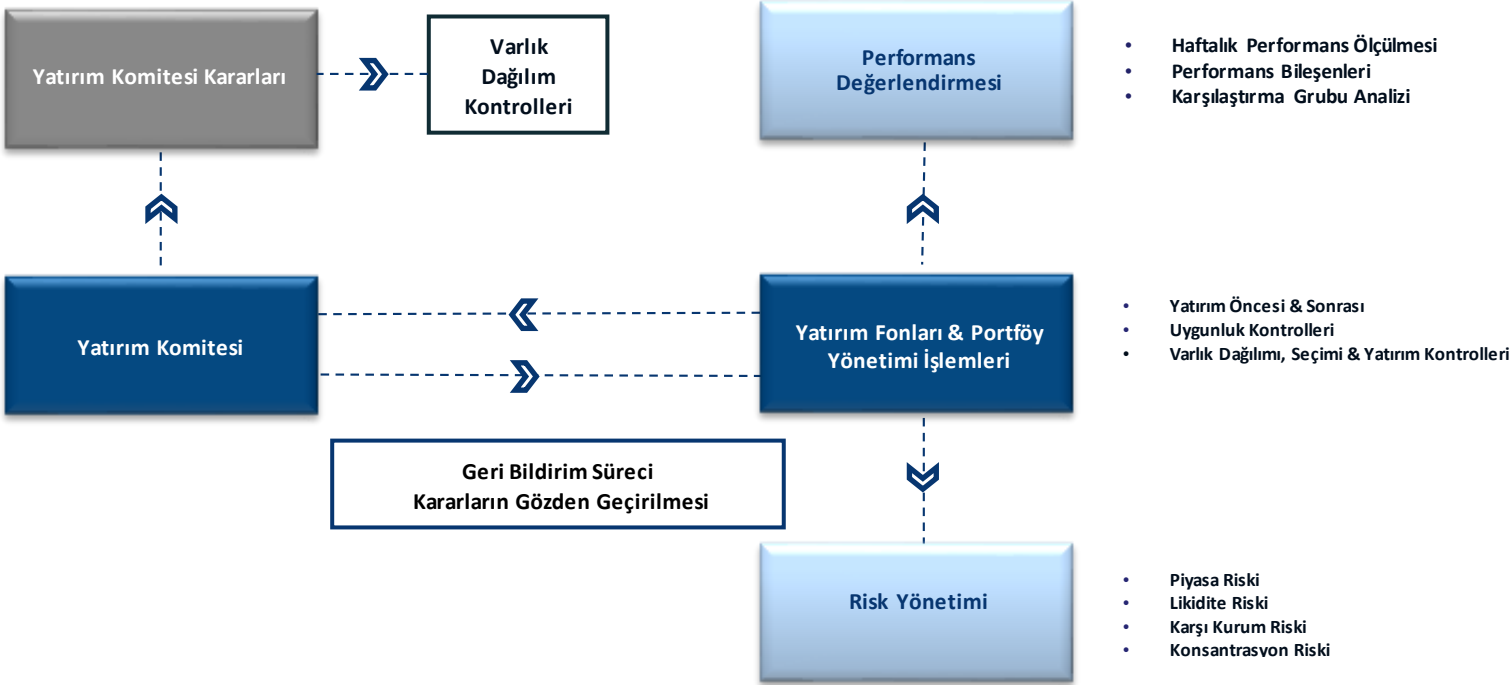 Yatırım Komitesi Kararları
Varlık
Dağılım
Kontrolleri
Performans
Değerlendirmesi
• Haftalık Performans Ölçülmesi
• Performans Bileşenleri
• Karşılaştırma Grubu Analizi
Yatırım Komitesi
Yatırım Fonları & Portföy
Yönetimi İşlemleri
• Yatırım Öncesi & Sonrası
• Uygunluk Kontrolleri
• Varlık Dağılımı, Seçimi & Yatırım Kontrolleri
Geri Bildirim Süreci
Kararların Gözden Geçirilmesi
Risk Yönetimi
• Piyasa Riski
• Likidite Riski
• Karşı Kurum Riski
• Konsantrasyon Riski